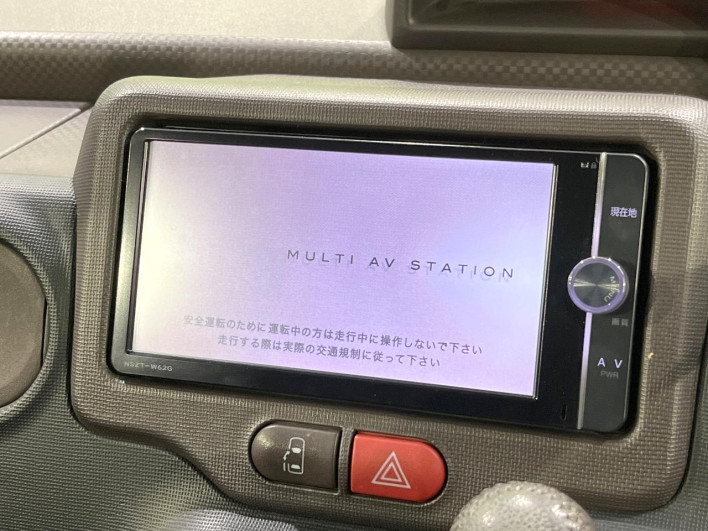 現在地
MULTI AV STATION
MENU
画質
安全運転のために運転中の方は走行中に操作しないで下さい
走行する際は実際の交通規制に従って下さい
AV
PWR
NSZT-W62G